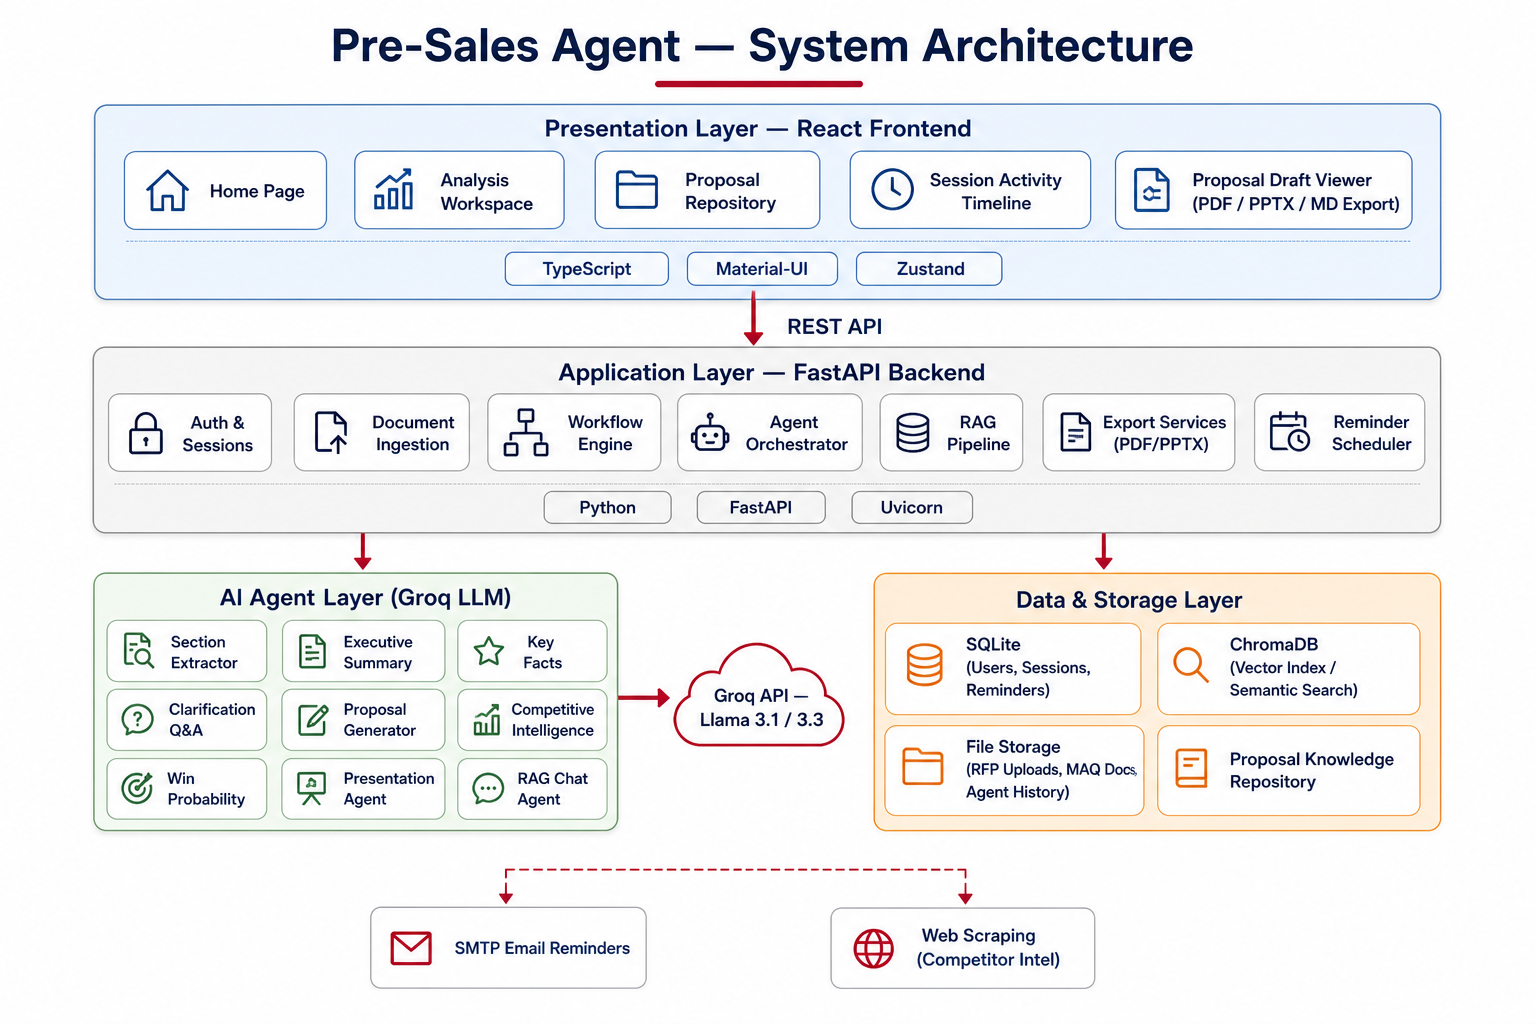 Pre-Sales Agent — System Architecture
Presentation Layer — React Frontend
Home Page
Analysis
Workspace
Proposal
Repository
Session Activity
Timeline
Proposal Draft Viewer
(PDF / PPTX / MD Export)
TypeScript
Material-UI
Zustand
REST API
Application Layer — FastAPI Backend
Auth &
Sessions
Document
Ingestion
Workflow
Engine
Agent
Orchestrator
RAG
Pipeline
Export Services
(PDF/PPTX)
Reminder
Scheduler
Python
FastAPI
Uvicorn
AI Agent Layer (Groq LLM)
Section
Extractor
Executive
Summary
Key
Facts
Clarification
Q&A
Proposal
Generator
Competitive
Intelligence
Win
Probability
Presentation
Agent
RAG Chat
Agent
Groq API —
Llama 3.1 / 3.3
Data & Storage Layer
SQLite
(Users, Sessions,
Reminders)
ChromaDB
(Vector Index /
Semantic Search)
File Storage
(RFP Uploads, MAQ Docs,
Agent History)
Proposal Knowledge
Repository
SMTP Email Reminders
Web Scraping
(Competitor Intel)